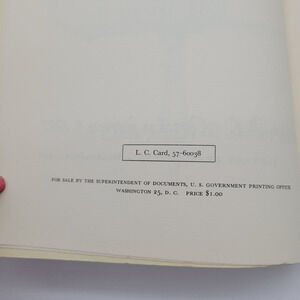 L. C. Card, 57-60038
FOR SALE BY THE SUPERINTENDENT OF DOCUMENTS, U. S. GOVERNMENT PRINTING OFFICE
WASHINGTON 25, D. C. PRICE $1.00